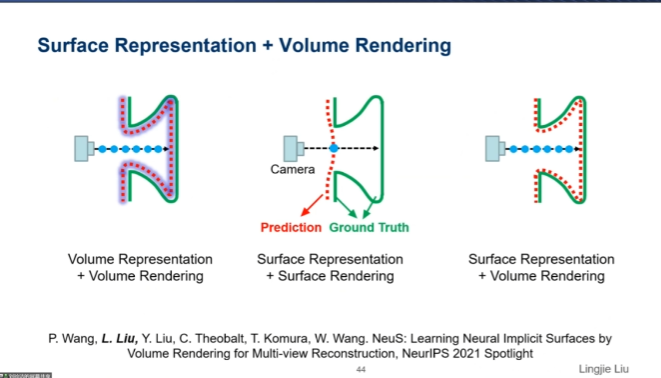 Surface Representation + Volume Rendering
Camera
Prediction Ground Truth
Volume Representation
+ Volume Rendering
Surface Representation
+ Surface Rendering
Surface Representation
+ Volume Rendering
P. Wang, L. Liu, Y. Liu, C. Theobalt, T. Komura, W. Wang. NeuS: Learning Neural Implicit Surfaces by
Volume Rendering for Multi-view Reconstruction, NeurIPS 2021 Spotlight
44
Lingjie Liu